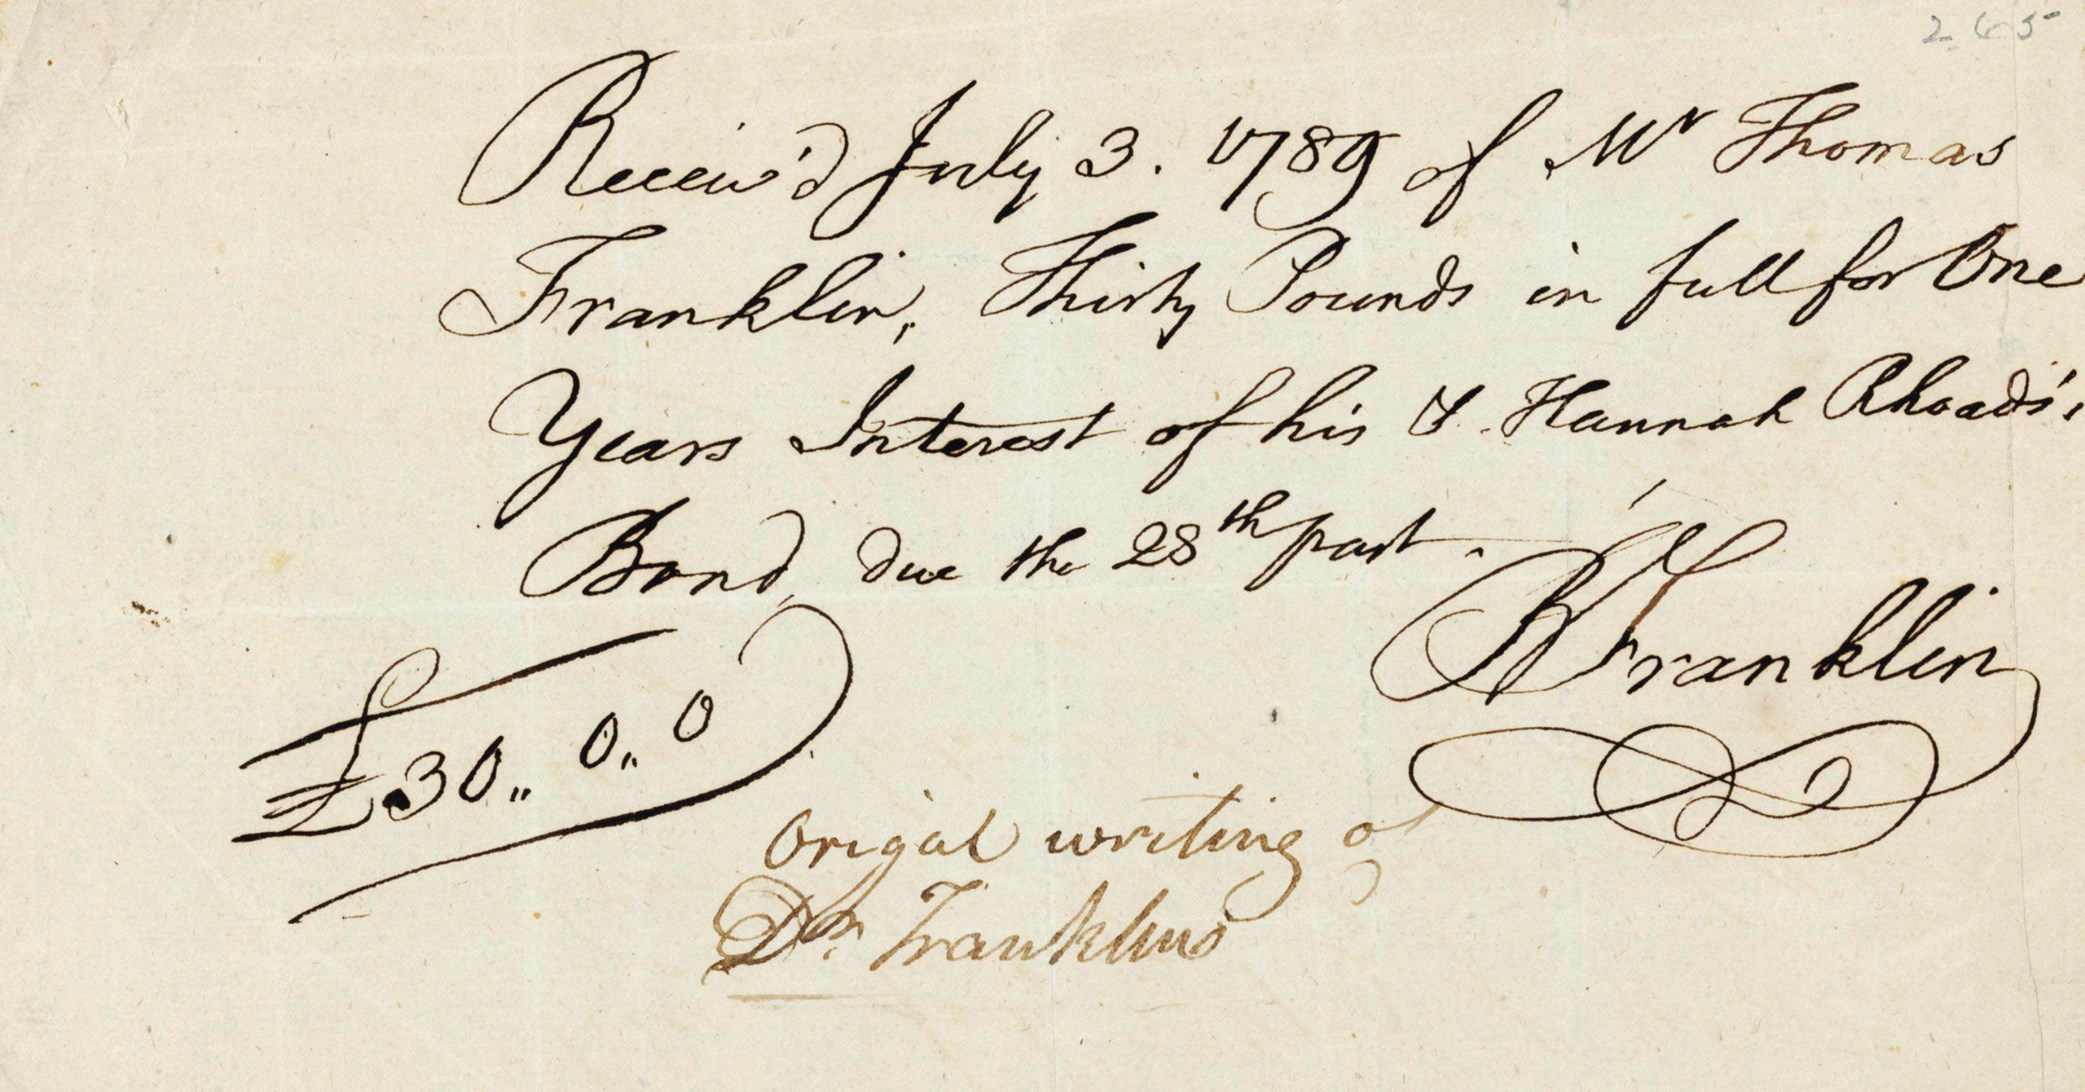 265
Receiv'd July 3. 1789 of Mr Thomas
Franklin, Thirty Pounds in full for One
Years Interest of his & Hannah Rhoads's
Bond, due the 28th past.
B Franklin
£30,, 0,, 0
Origal writing of
Dr. Franklins